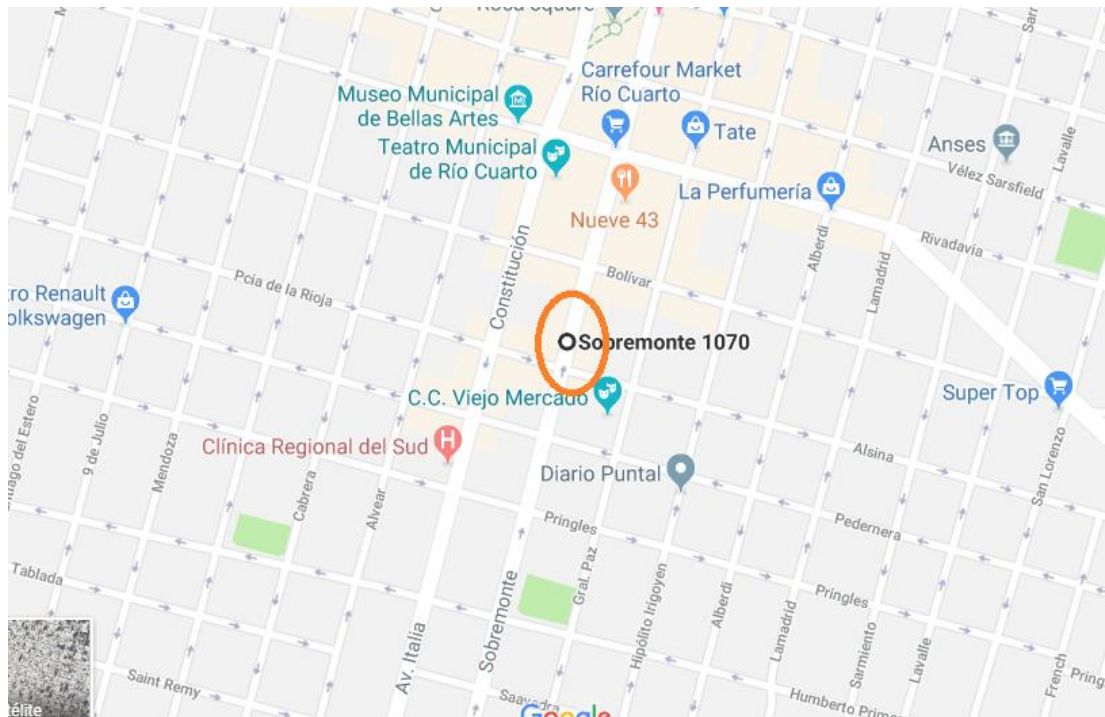 Museo Municipal
de Bellas Artes
Carrefour Market
Río Cuarto
Teatro Municipal
de Río Cuarto
Tate
Anses
Lavalle
Vélez Sarsfield
La Perfumería
Nueve 43
Constitución
Bolívar
Alberdi
Lamadrid
Rivadavia
Pcia de la Rioja
tro Renault
olkswagen
Sobremonte 1070
C.C. Viejo Mercado
Super Top
Clínica Regional del Sud
Alsina
Diario Puntal
9 de Julio
Mendoza
Cabrera
Alvear
San Lorenzo
Pringles
Pedernera
Tablada
Gral. Paz
Hipólito Irigoyen
Alberdi
Pringles
Lamadrid
Sarmiento
Lavalle
French
Pring
Av. Italia
Sobremonte
Saint Remy
Saavedra
Humberto Primo
Google
télite